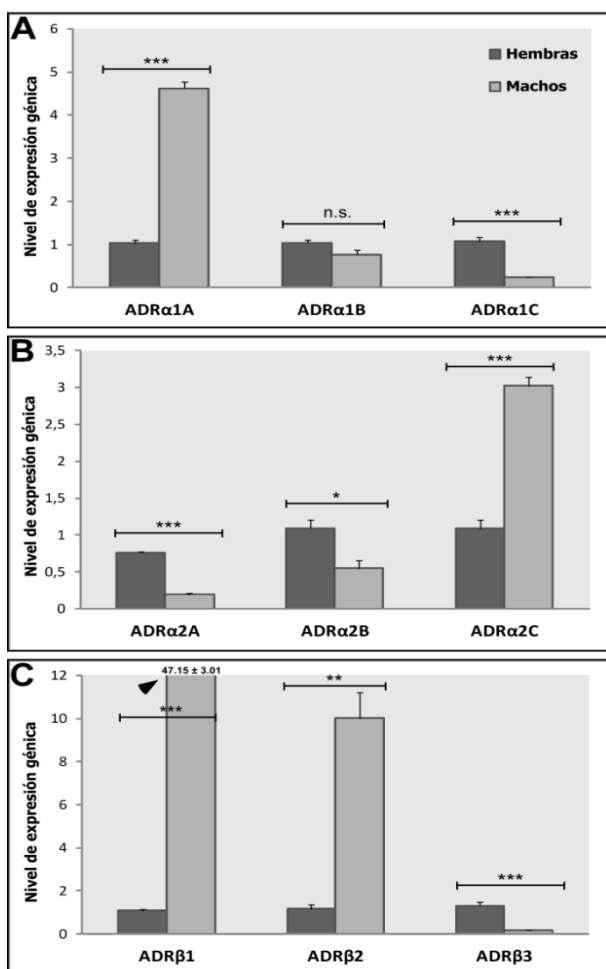 A
Nivel de expresión génica
6
5
4
3
2
1
0
***
n.s.
***
Hembras
Machos
ADRα1A ADRα1B ADRα1C
B
Nivel de expresión génica
3,5
3
2,5
2
1,5
1
0,5
0
***
*
***
ADRα2A ADRα2B ADRα2C
C
Nivel de expresión génica
12
10
8
6
4
2
0
47.15 ± 3.01
***
**
***
ADRβ1 ADRβ2 ADRβ3